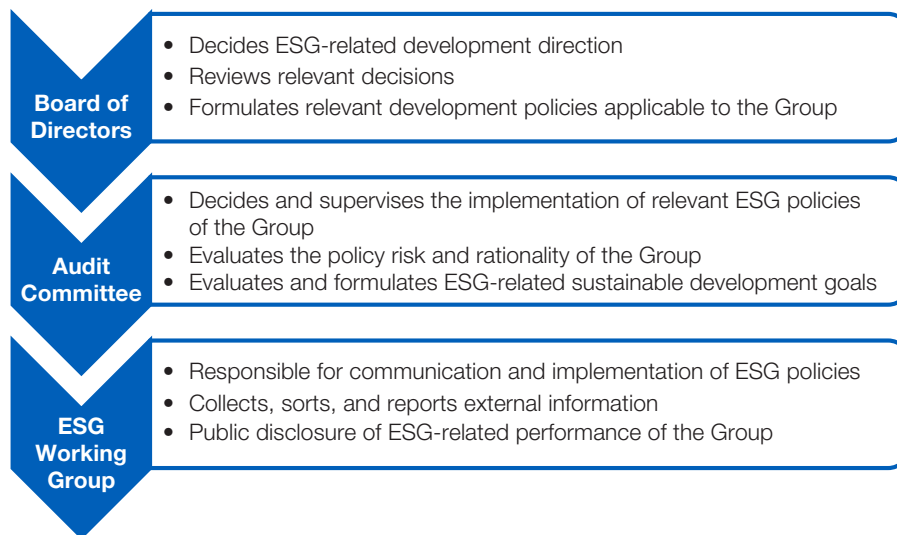 Board of
Directors
• Decides ESG-related development direction
• Reviews relevant decisions
• Formulates relevant development policies applicable to the Group
Audit
Committee
• Decides and supervises the implementation of relevant ESG policies
of the Group
• Evaluates the policy risk and rationality of the Group
• Evaluates and formulates ESG-related sustainable development goals
ESG
Working
Group
• Responsible for communication and implementation of ESG policies
• Collects, sorts, and reports external information
• Public disclosure of ESG-related performance of the Group